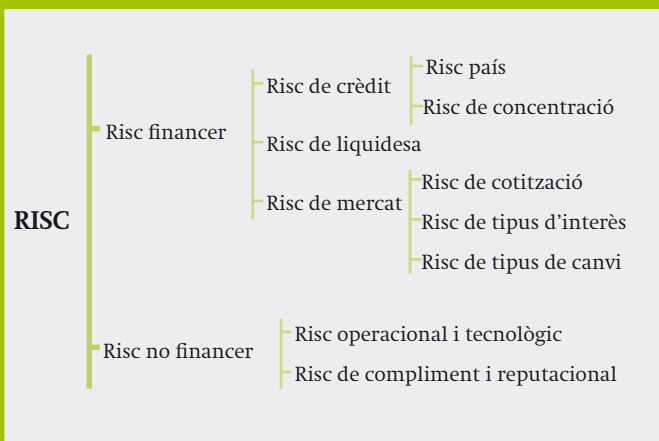 RISC
Risc financer
Risc de crèdit
Risc país
Risc de concentració
Risc de liquidesa
Risc de mercat
Risc de cotització
Risc de tipus d'interès
Risc de tipus de canvi
Risc no financer
Risc operacional i tecnològic
Risc de compliment i reputacional